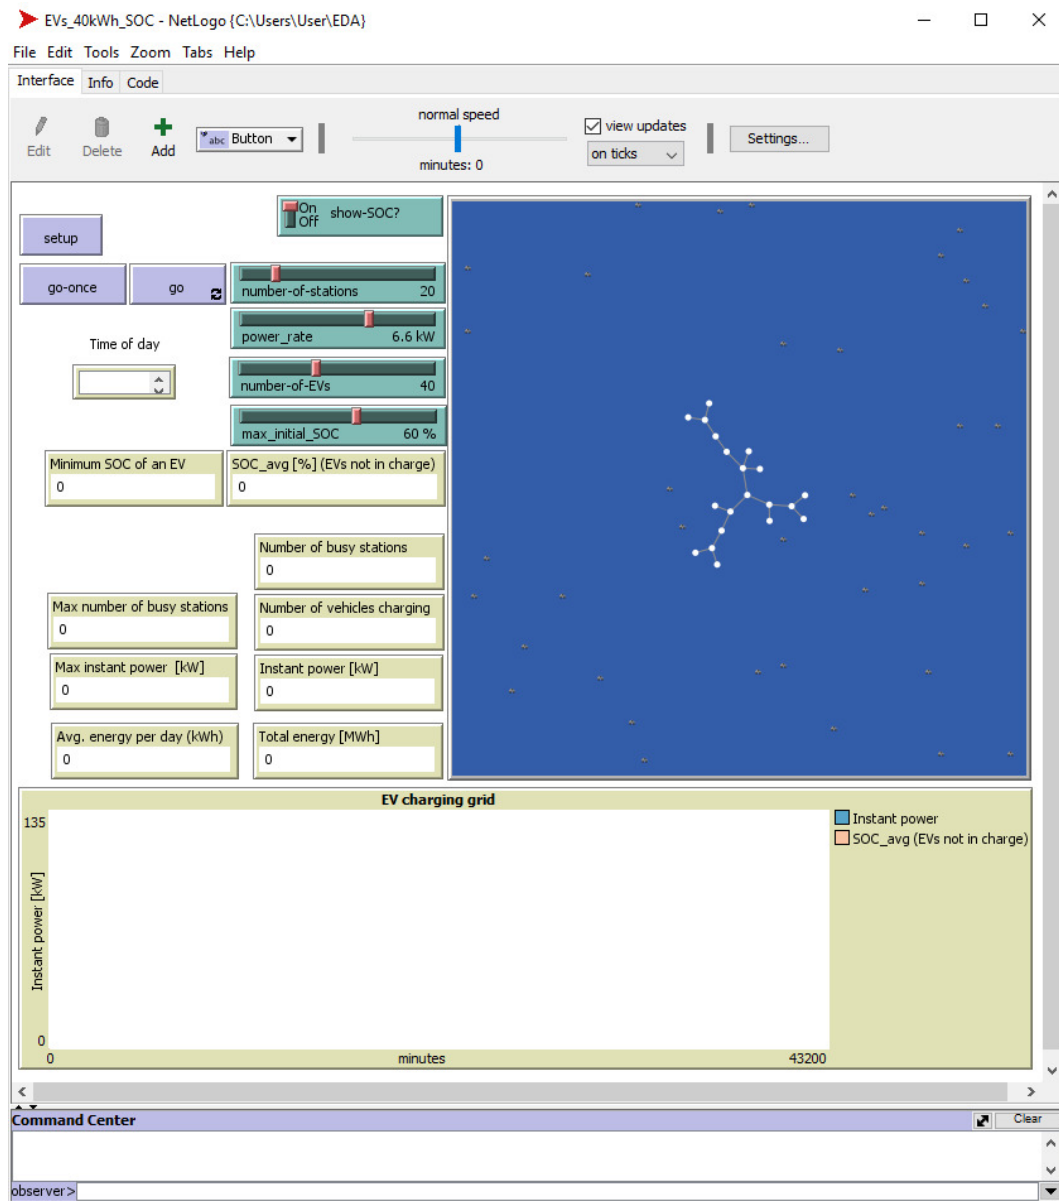 EVs_40kWh_SOC - NetLogo {C:\Users\User\EDA}
File Edit Tools Zoom Tabs Help
Interface Info Code
Edit Delete Add abc Button normal speed minutes: 0 view updates on ticks Settings...
On
Off show-SOC?
setup
go-once go
number-of-stations 20
power_rate 6.6 kW
Time of day
number-of-EVs 40
max_initial_SOC 60 %
Minimum SOC of an EV SOC_avg [%] (EVs not in charge)
0 0
Number of busy stations
0
Max number of busy stations Number of vehicles charging
0 0
Max instant power [kW] Instant power [kW]
0 0
Avg. energy per day (kWh) Total energy [MWh]
0 0
EV charging grid
135
Instant power [kW]
0
0 minutes 43200
Instant power
SOC_avg (EVs not in charge)
Command Center Clear
observer>